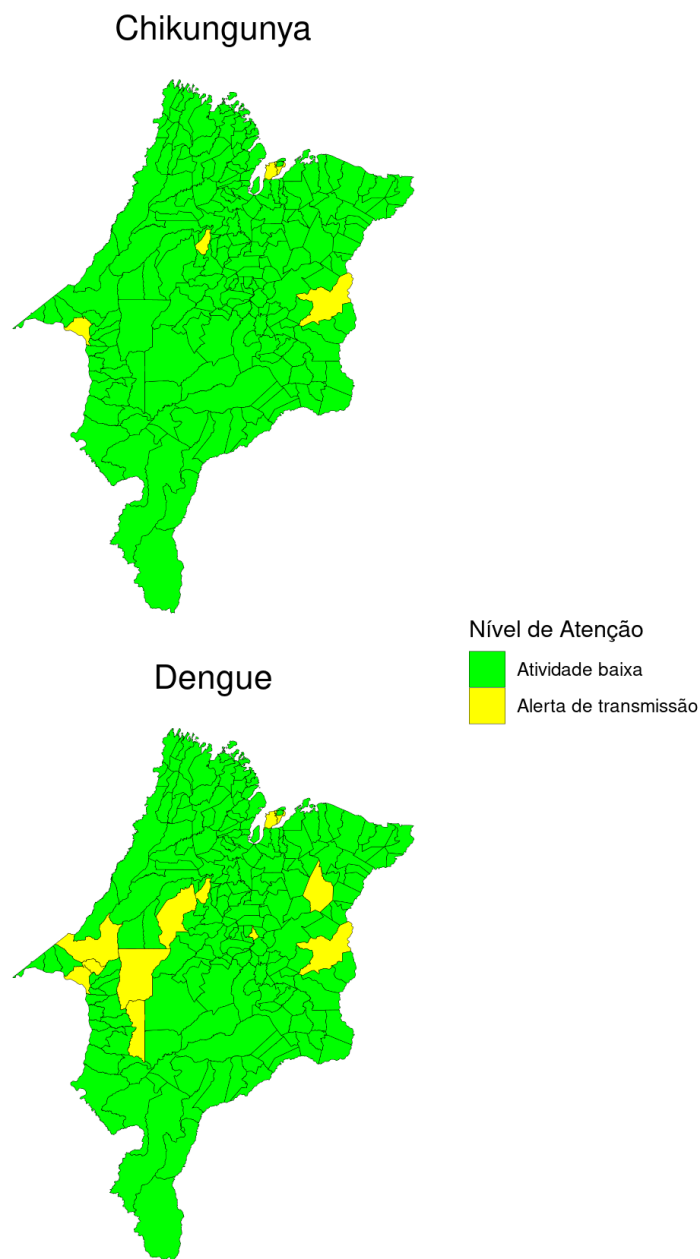 Chikungunya
Nível de Atenção
Atividade baixa
Alerta de transmissão
Dengue